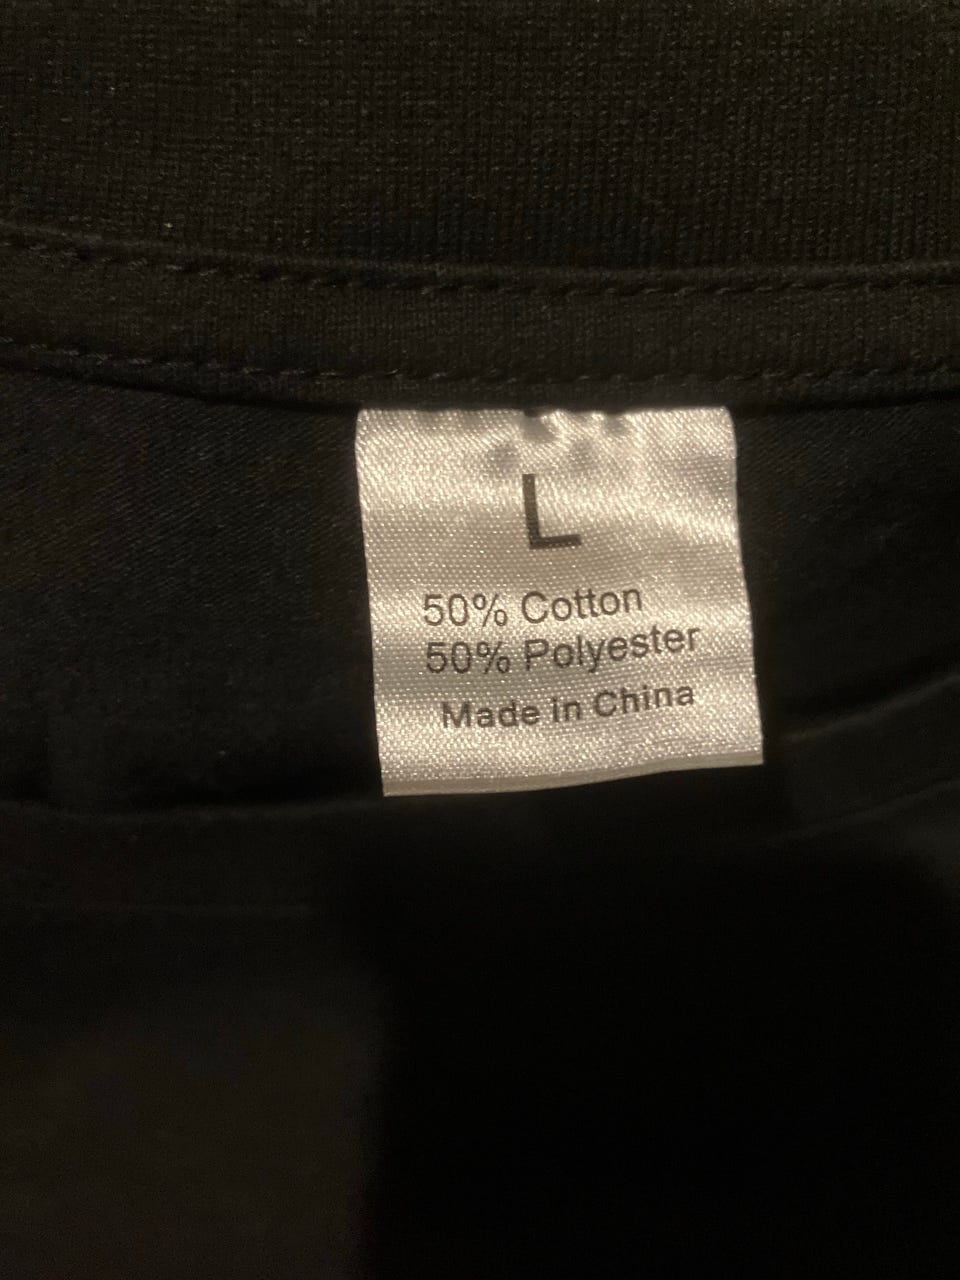 L
50% Cotton
50% Polyester
Made in China